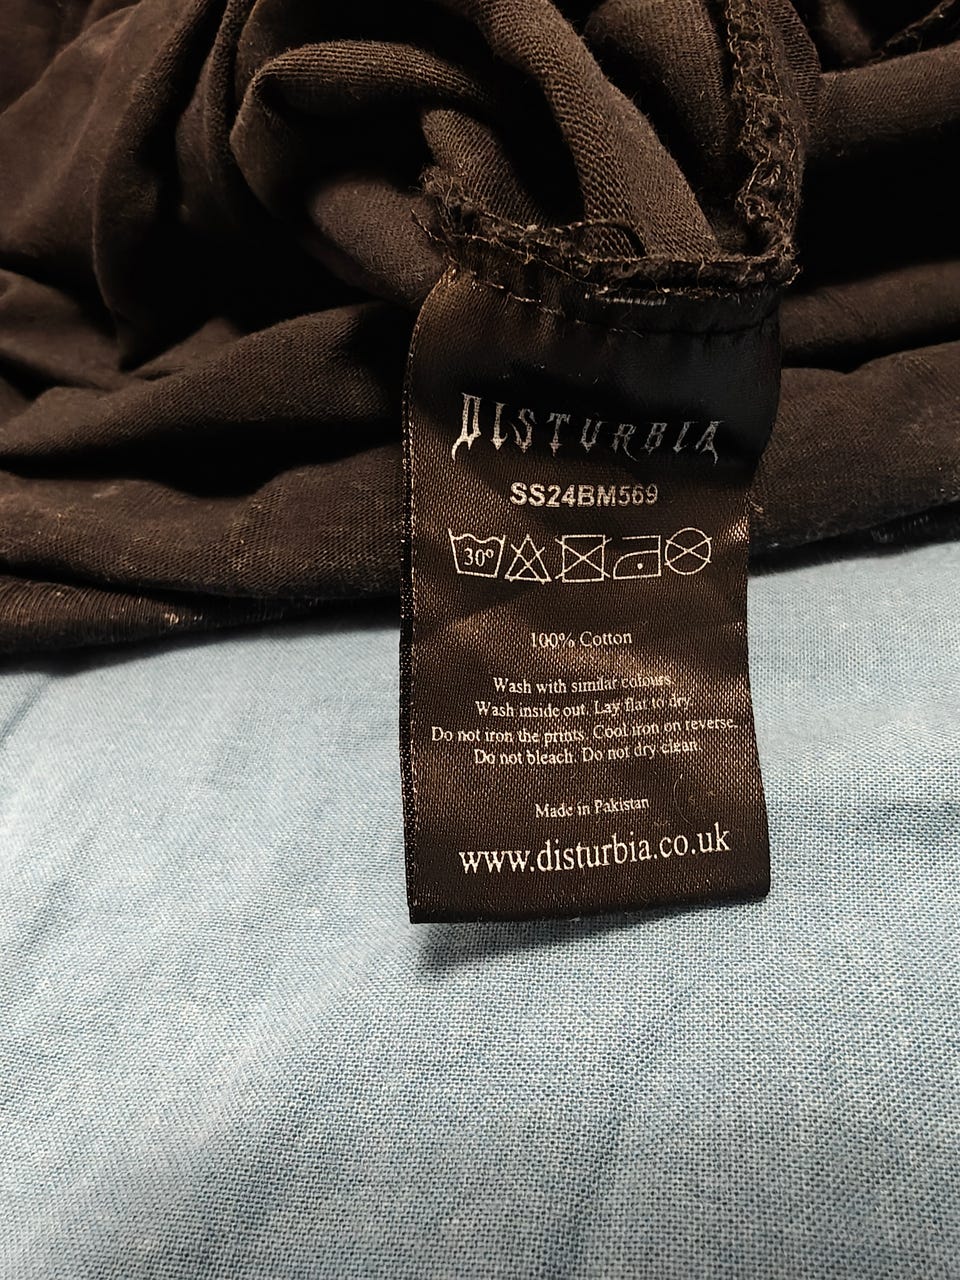 DISTURBIA
SS24BM569
30º
100% Cotton
Wash with similar colours.
Wash inside out. Lay flat to dry.
Do not iron the prints. Cool iron on reverse.
Do not bleach. Do not dry clean.
Made in Pakistan
www.disturbia.co.uk